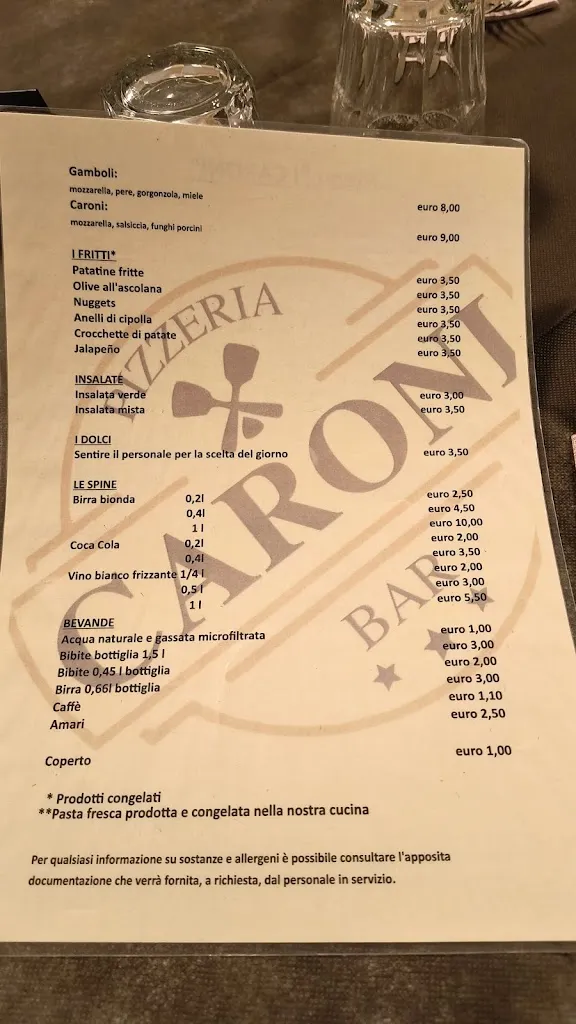 Gamboli:
mozzarella, pere, gorgonzola, miele euro 8,00
Caroni:
mozzarella, salsiccia, funghi porcini euro 9,00
I FRITTI*
Patatine fritte euro 3,50
Olive all'ascolana euro 3,50
Nuggets euro 3,50
Anelli di cipolla euro 3,50
Crocchette di patate euro 3,50
Jalapeño euro 3,50
INSALATE
Insalata verde euro 3,00
Insalata mista euro 3,50
I DOLCI
Sentire il personale per la scelta del giorno euro 3,50
LE SPINE
Birra bionda 0,2l euro 2,50
0,4l euro 4,50
1 l euro 10,00
Coca Cola 0,2l euro 2,00
0,4l euro 3,50
Vino bianco frizzante 1/4 l euro 2,00
0,5 l euro 3,00
1 l euro 5,50
BEVANDE
Acqua naturale e gassata microfiltrata euro 1,00
Bibite bottiglia 1,5 l euro 3,00
Bibite 0,45 l bottiglia euro 2,00
Birra 0,66l bottiglia euro 3,00
Caffè euro 1,10
Amari euro 2,50
Coperto euro 1,00
* Prodotti congelati
**Pasta fresca prodotta e congelata nella nostra cucina
Per qualsiasi informazione su sostanze e allergeni è possibile consultare l'apposita
documentazione che verrà fornita, a richiesta, dal personale in servizio.
PIZZERIA
CARONI
BAR